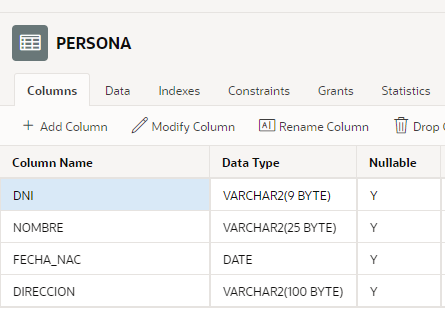 PERSONA
Columns Data Indexes Constraints Grants Statistics
+ Add Column Modify Column A Rename Column Drop
Column Name Data Type Nullable
DNI VARCHAR2(9 BYTE) Y
NOMBRE VARCHAR2(25 BYTE) Y
FECHA_NAC DATE Y
DIRECCION VARCHAR2(100 BYTE) Y